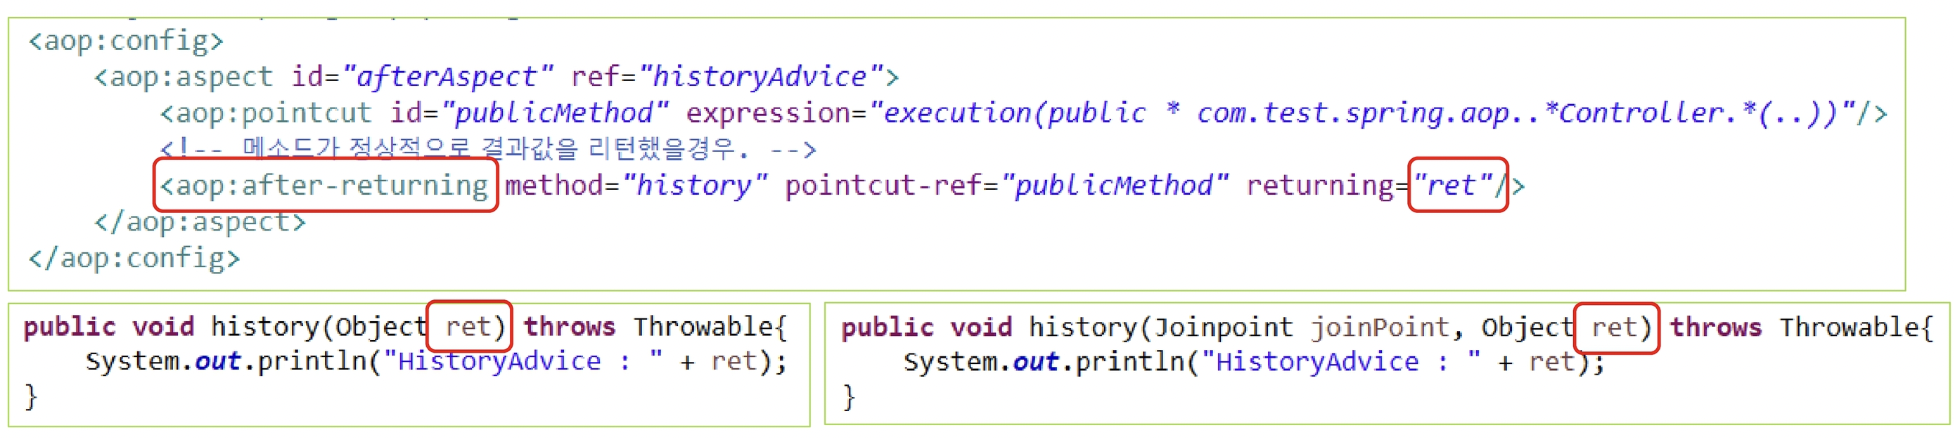 <aop:config>
<aop:aspect id="afterAspect" ref="historyAdvice">
<aop:pointcut id="publicMethod" expression="execution(public * com.test.spring.aop..*Controller.*(..))"/>
<!-- 메소드가 정상적으로 결과값을 리턴했을경우. -->
<aop:after-returning method="history" pointcut-ref="publicMethod" returning="ret"/>
</aop:aspect>
</aop:config>
public void history(Object ret) throws Throwable{
System.out.println("HistoryAdvice : " + ret);
}
public void history(Joinpoint joinPoint, Object ret) throws Throwable{
System.out.println("HistoryAdvice : " + ret);
}